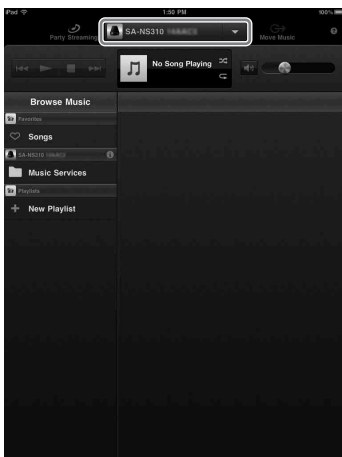 iPad 1:50 PM 100%
Party Streaming SA-NS310 Move Music
No Song Playing
Browse Music
Favorites
Songs
SA-NS310
Music Services
Playlists
New Playlist